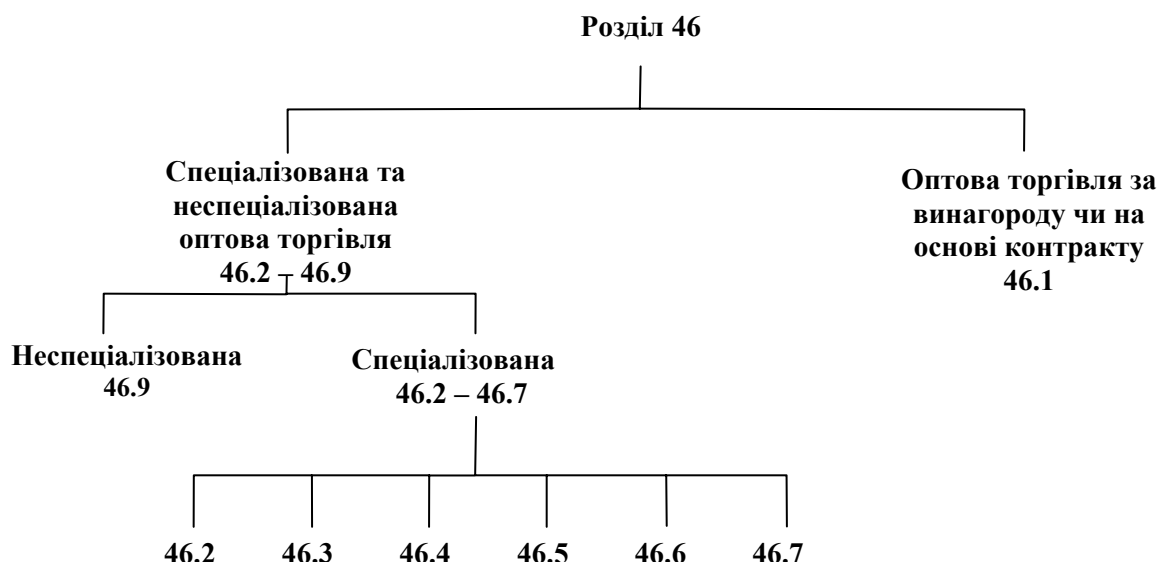 Розділ 46
Спеціалізована та
неспеціалізована
оптова торгівля
46.2 – 46.9
Оптова торгівля за
винагороду чи на
основі контракту
46.1
Неспеціалізована
46.9
Спеціалізована
46.2 – 46.7
46.2 46.3 46.4 46.5 46.6 46.7